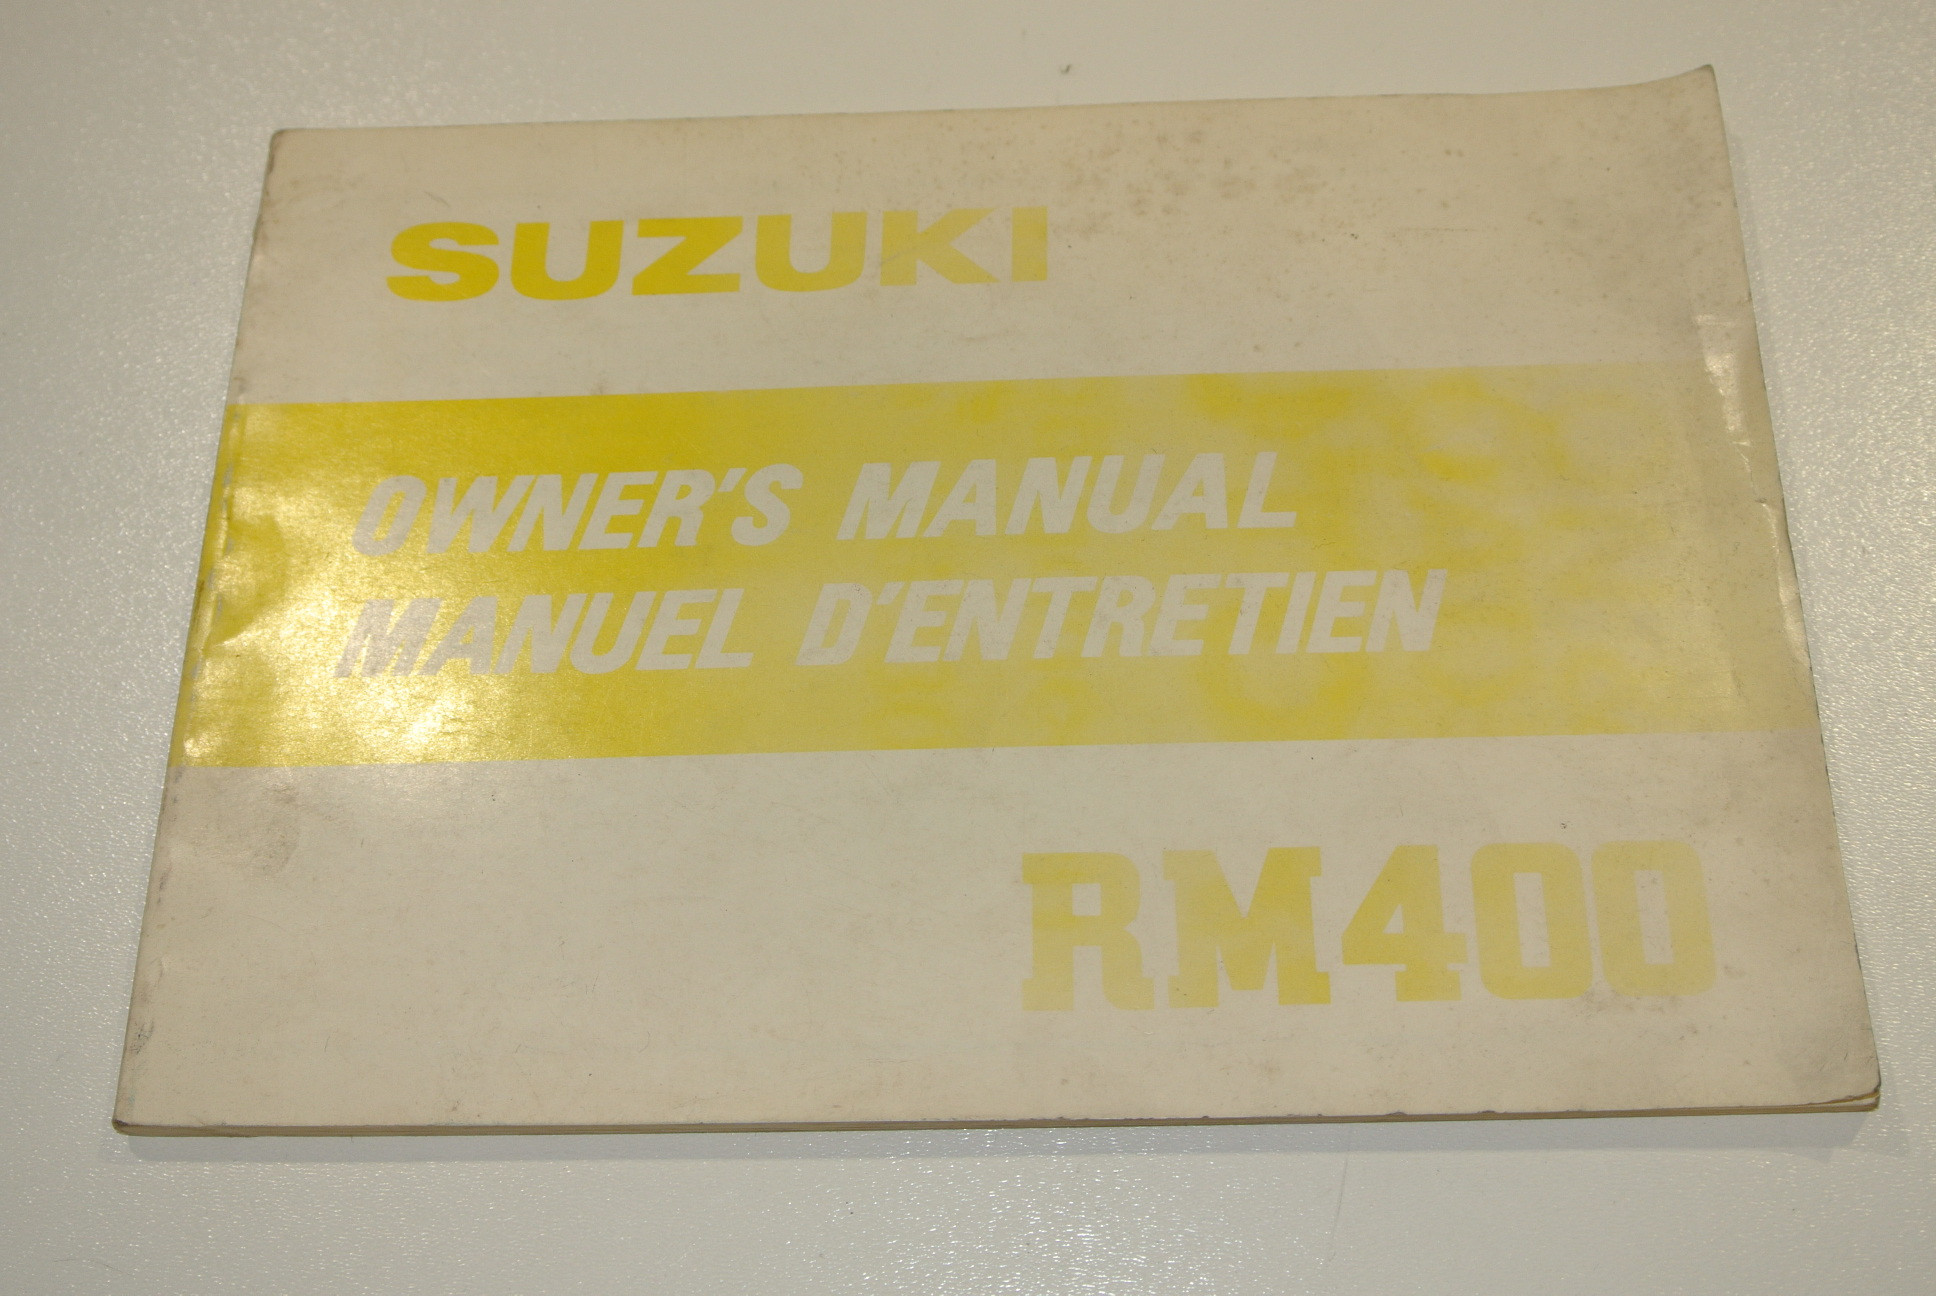 SUZUKI
OWNER'S MANUAL
MANUEL D'ENTRETIEN
RM400